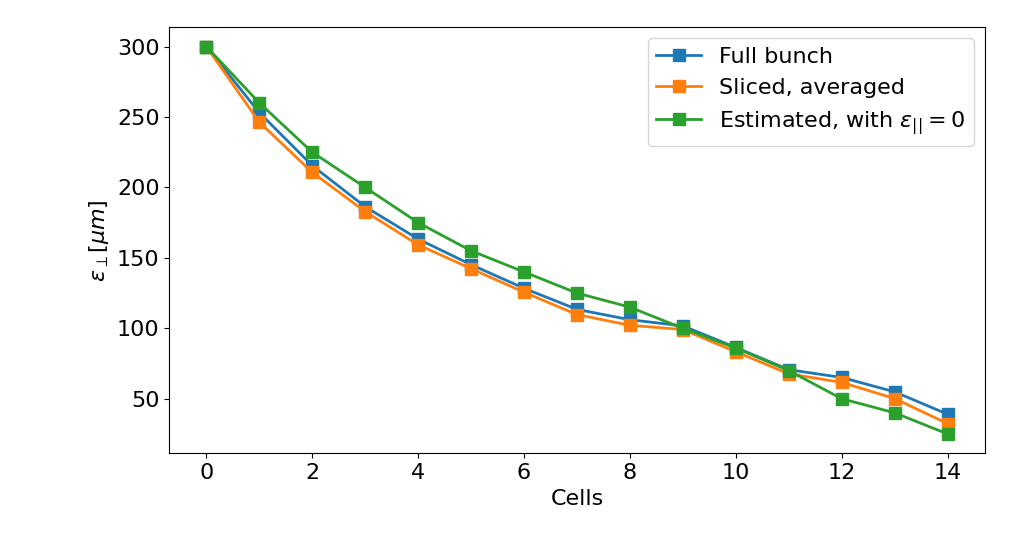 300
250
200
150
100
50
ε⊥[μm]
0 2 4 6 8 10 12 14
Cells
Full bunch
Sliced, averaged
Estimated, with ε|| = 0